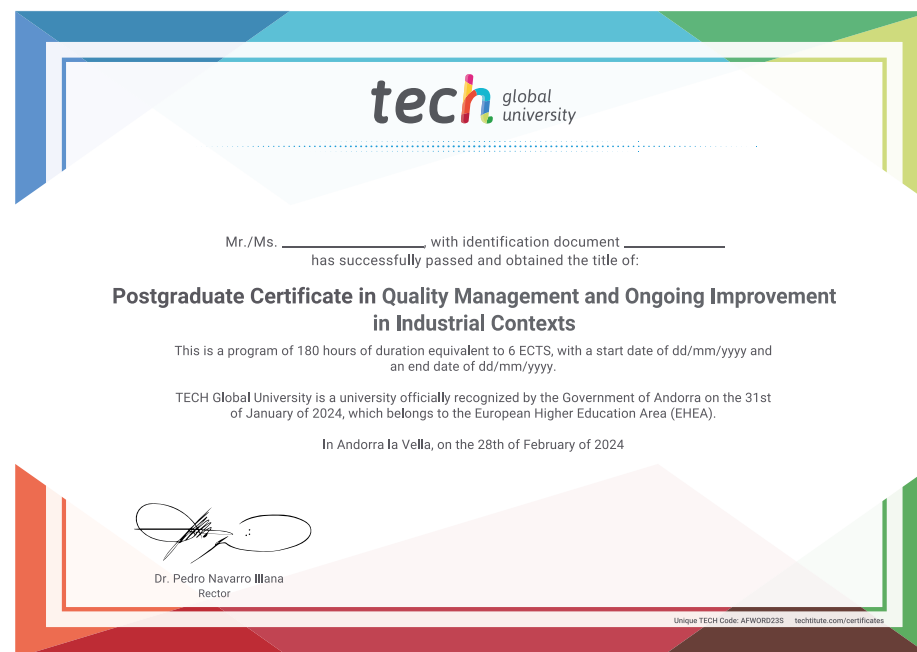 tech global
university
Mr./Ms. ____________________, with identification document ______________
has successfully passed and obtained the title of:
Postgraduate Certificate in Quality Management and Ongoing Improvement
in Industrial Contexts
This is a program of 180 hours of duration equivalent to 6 ECTS, with a start date of dd/mm/yyyy and
an end date of dd/mm/yyyy.
TECH Global University is a university officially recognized by the Government of Andorra on the 31st
of January of 2024, which belongs to the European Higher Education Area (EHEA).
In Andorra la Vella, on the 28th of February of 2024
Dr. Pedro Navarro Illana
Rector
Unique TECH Code: AFWORD23S techtitute.com/certificates